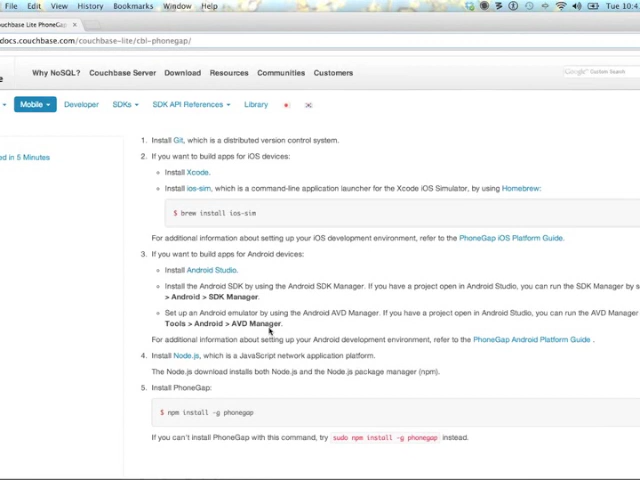 File Edit View History Bookmarks Window Help Tue 10:4
ouchbase Lite PhoneGap ×
docs.couchbase.com/couchbase-lite/cbl-phonegap/
e Why NoSQL? Couchbase Server Download Resources Communities Customers Google™ Custom Search
Mobile Developer SDKs SDK API References Library
1. Install Git, which is a distributed version control system.
ed in 5 Minutes
2. If you want to build apps for iOS devices:
Install Xcode.
Install ios-sim, which is a command-line application launcher for the Xcode iOS Simulator, by using Homebrew:
$ brew install ios-sim
For additional information about setting up your iOS development environment, refer to the PhoneGap iOS Platform Guide.
3. If you want to build apps for Android devices:
Install Android Studio.
Install the Android SDK by using the Android SDK Manager. If you have a project open in Android Studio, you can run the SDK Manager by s
> Android > SDK Manager.
Set up an Android emulator by using the Android AVD Manager. If you have a project open in Android Studio, you can run the AVD Manager
Tools > Android > AVD Manager.
For additional information about setting up your Android development environment, refer to the PhoneGap Android Platform Guide .
4. Install Node.js, which is a JavaScript network application platform.
The Node.js download installs both Node.js and the Node.js package manager (npm).
5. Install PhoneGap:
$ npm install -g phonegap
If you can't install PhoneGap with this command, try sudo npm install -g phonegap instead.